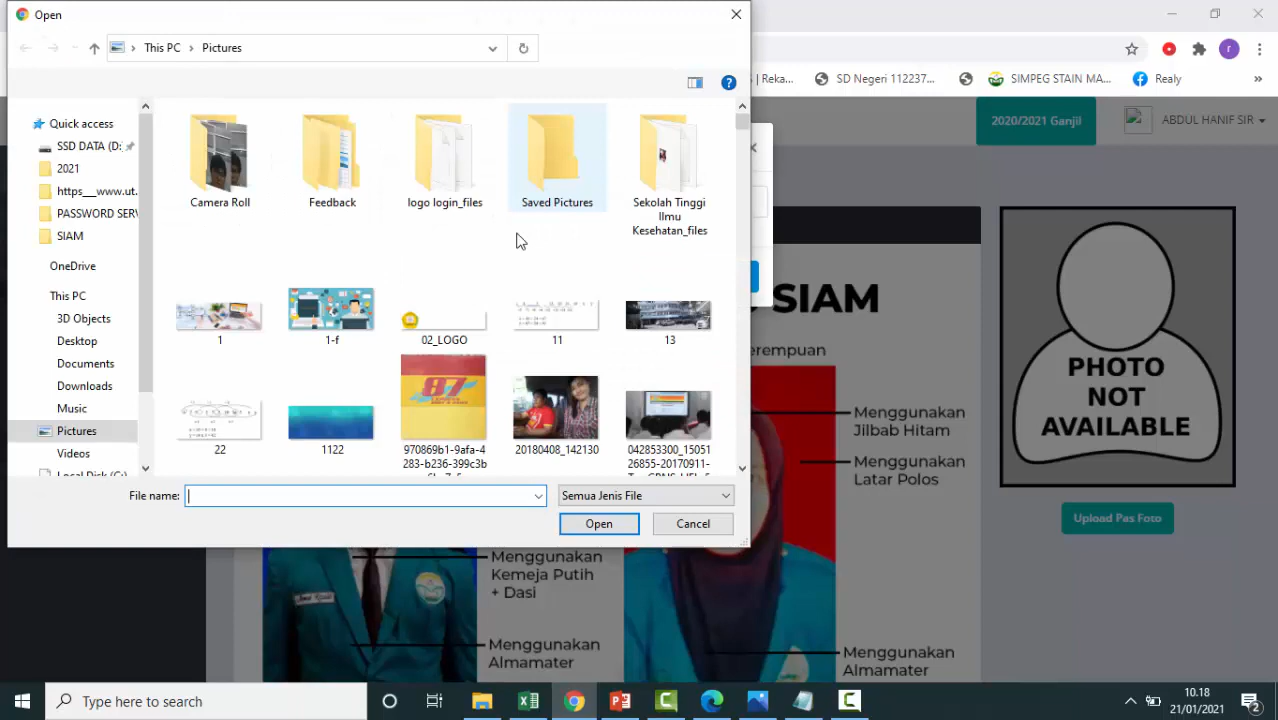 Open
This PC > Pictures
| Reka...
SD Negeri 112237...
SIMPEG STAIN MA...
Realy
»
r
2020/2021 Ganjil
ABDUL HANIF SIR
Quick access
SSD DATA (D:)
2021
https__www.ut.
PASSWORD SERV
SIAM
OneDrive
This PC
3D Objects
Desktop
Documents
Downloads
Music
Pictures
Videos
Local Disk (C:)
Camera Roll
Feedback
logo login_files
Saved Pictures
Sekolah Tinggi
Ilmu
Kesehatan_files
1
1-f
02_LOGO
11
13
22
1122
970869b1-9afa-4
283-b236-399c3b
20180408_142130
042853300_15051
26855-20170911-
File name:
Semua Jenis File
Open
Cancel
SIAM
erempuan
Menggunakan
Jilbab Hitam
Menggunakan
Latar Polos
Menggunakan
Kemeja Putih
+ Dasi
Menggunakan
Almamater
Menggunakan
Almamater
PHOTO
NOT
AVAILABLE
Upload Pas Foto
Type here to search
10.18
21/01/2021
2